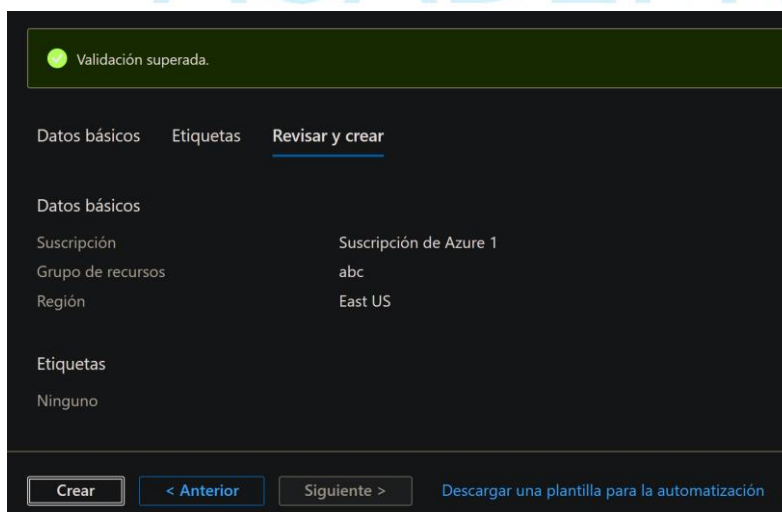 Validación superada.
Datos básicos Etiquetas Revisar y crear
Datos básicos
Suscripción Suscripción de Azure 1
Grupo de recursos abc
Región East US
Etiquetas
Ninguno
Crear < Anterior Siguiente > Descargar una plantilla para la automatización